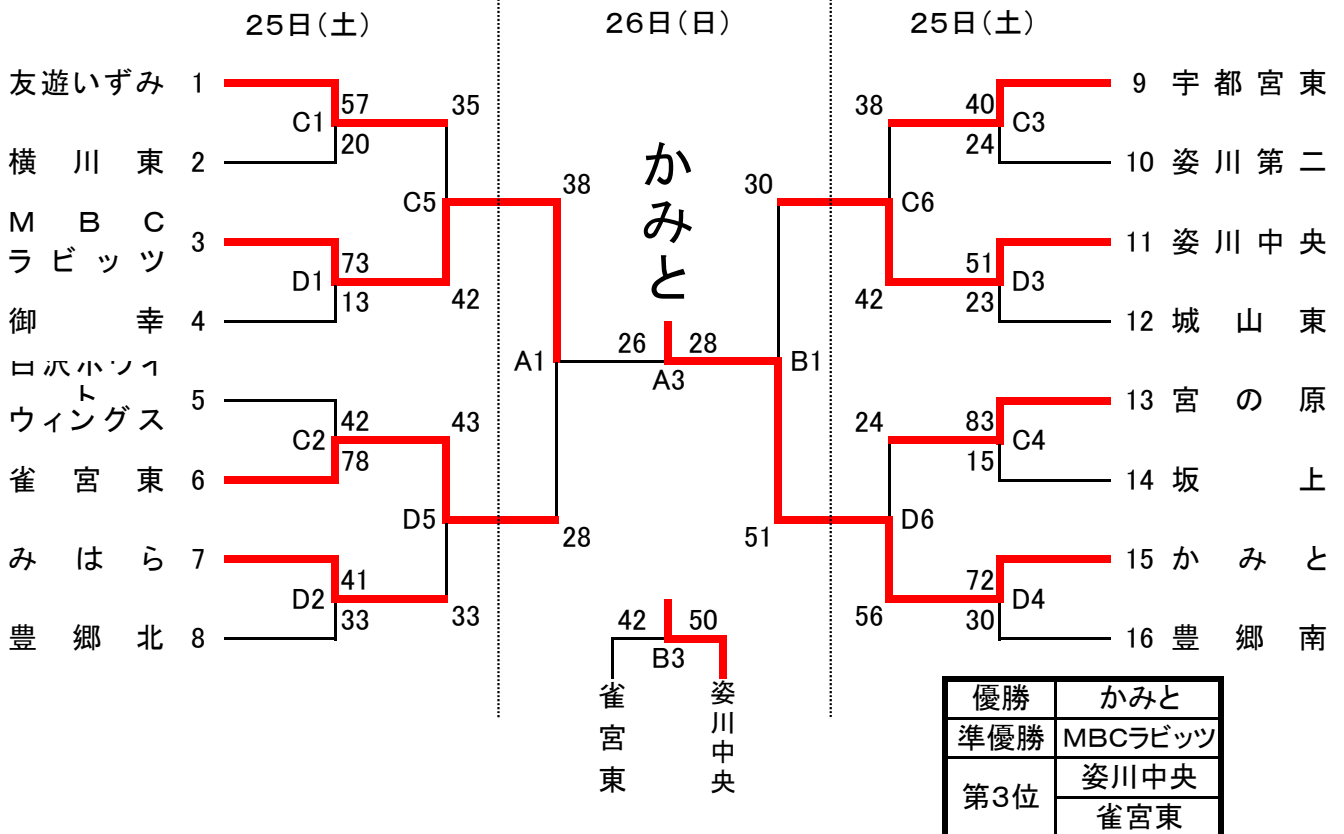 25日(土) 26日(日) 25日(土)
友遊いずみ 1
57 35
C1
20
横川東 2
MBC
ラビッツ 3
C5 38
73
D1
13 42
御幸 4
A1
ト
ウィングス 5
42 43
C2
78
雀宮東 6
D5
28
みはら 7
41
D2
33 33
豊郷北 8
かみと
26 28
A3
42 50
B3
雀宮東
姿川中央
9 宇都宮東
38 40
C3
24
10 姿川第二
30 C6
11 姿川中央
51
D3
42 23
12 城山東
B1
13 宮の原
24 83
C4
15
14 坂上
D6
51
15 かみと
72
D4
56 30
16 豊郷南
優勝 かみと
準優勝 MBCラビッツ
第3位 姿川中央
雀宮東